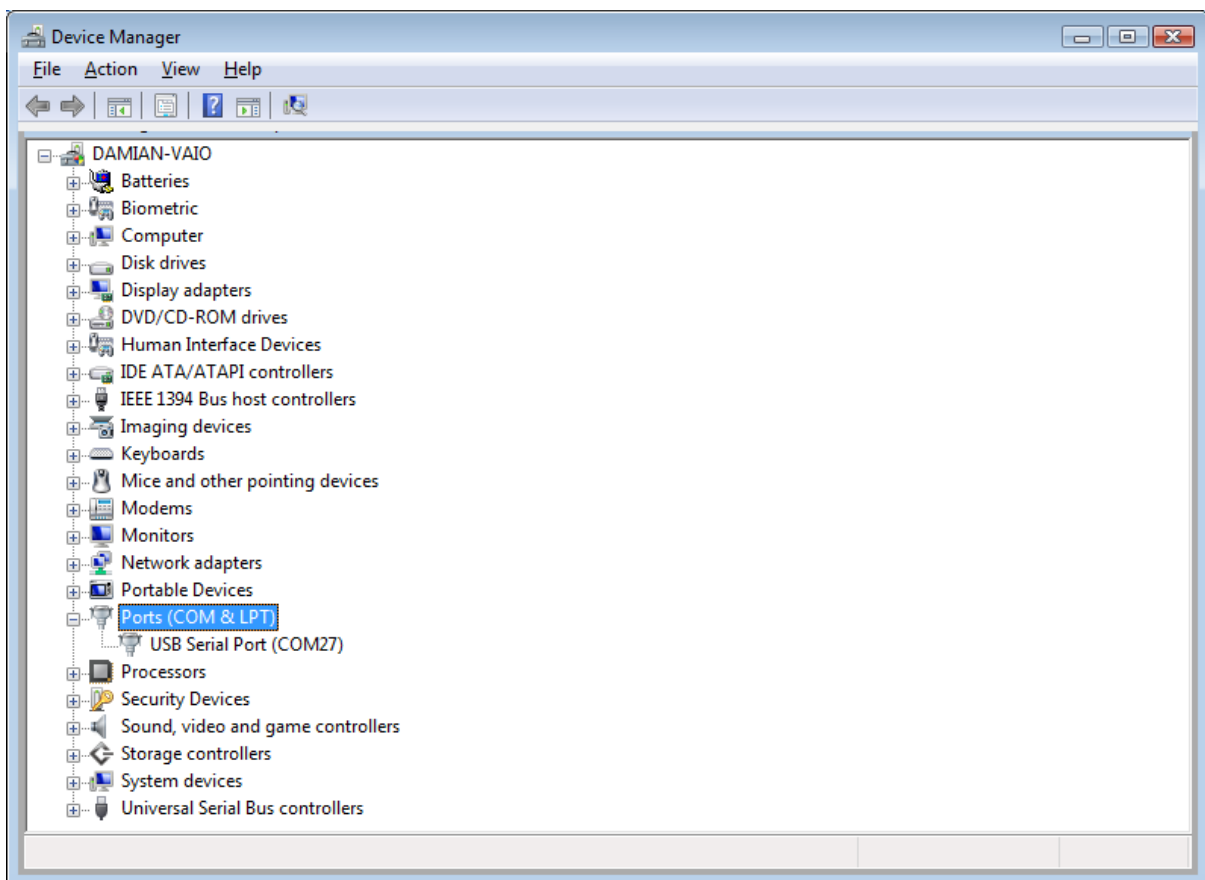 Device Manager
File Action View Help
DAMIAN-VAIO
Batteries
Biometric
Computer
Disk drives
Display adapters
DVD/CD-ROM drives
Human Interface Devices
IDE ATA/ATAPI controllers
IEEE 1394 Bus host controllers
Imaging devices
Keyboards
Mice and other pointing devices
Modems
Monitors
Network adapters
Portable Devices
Ports (COM & LPT)
USB Serial Port (COM27)
Processors
Security Devices
Sound, video and game controllers
Storage controllers
System devices
Universal Serial Bus controllers